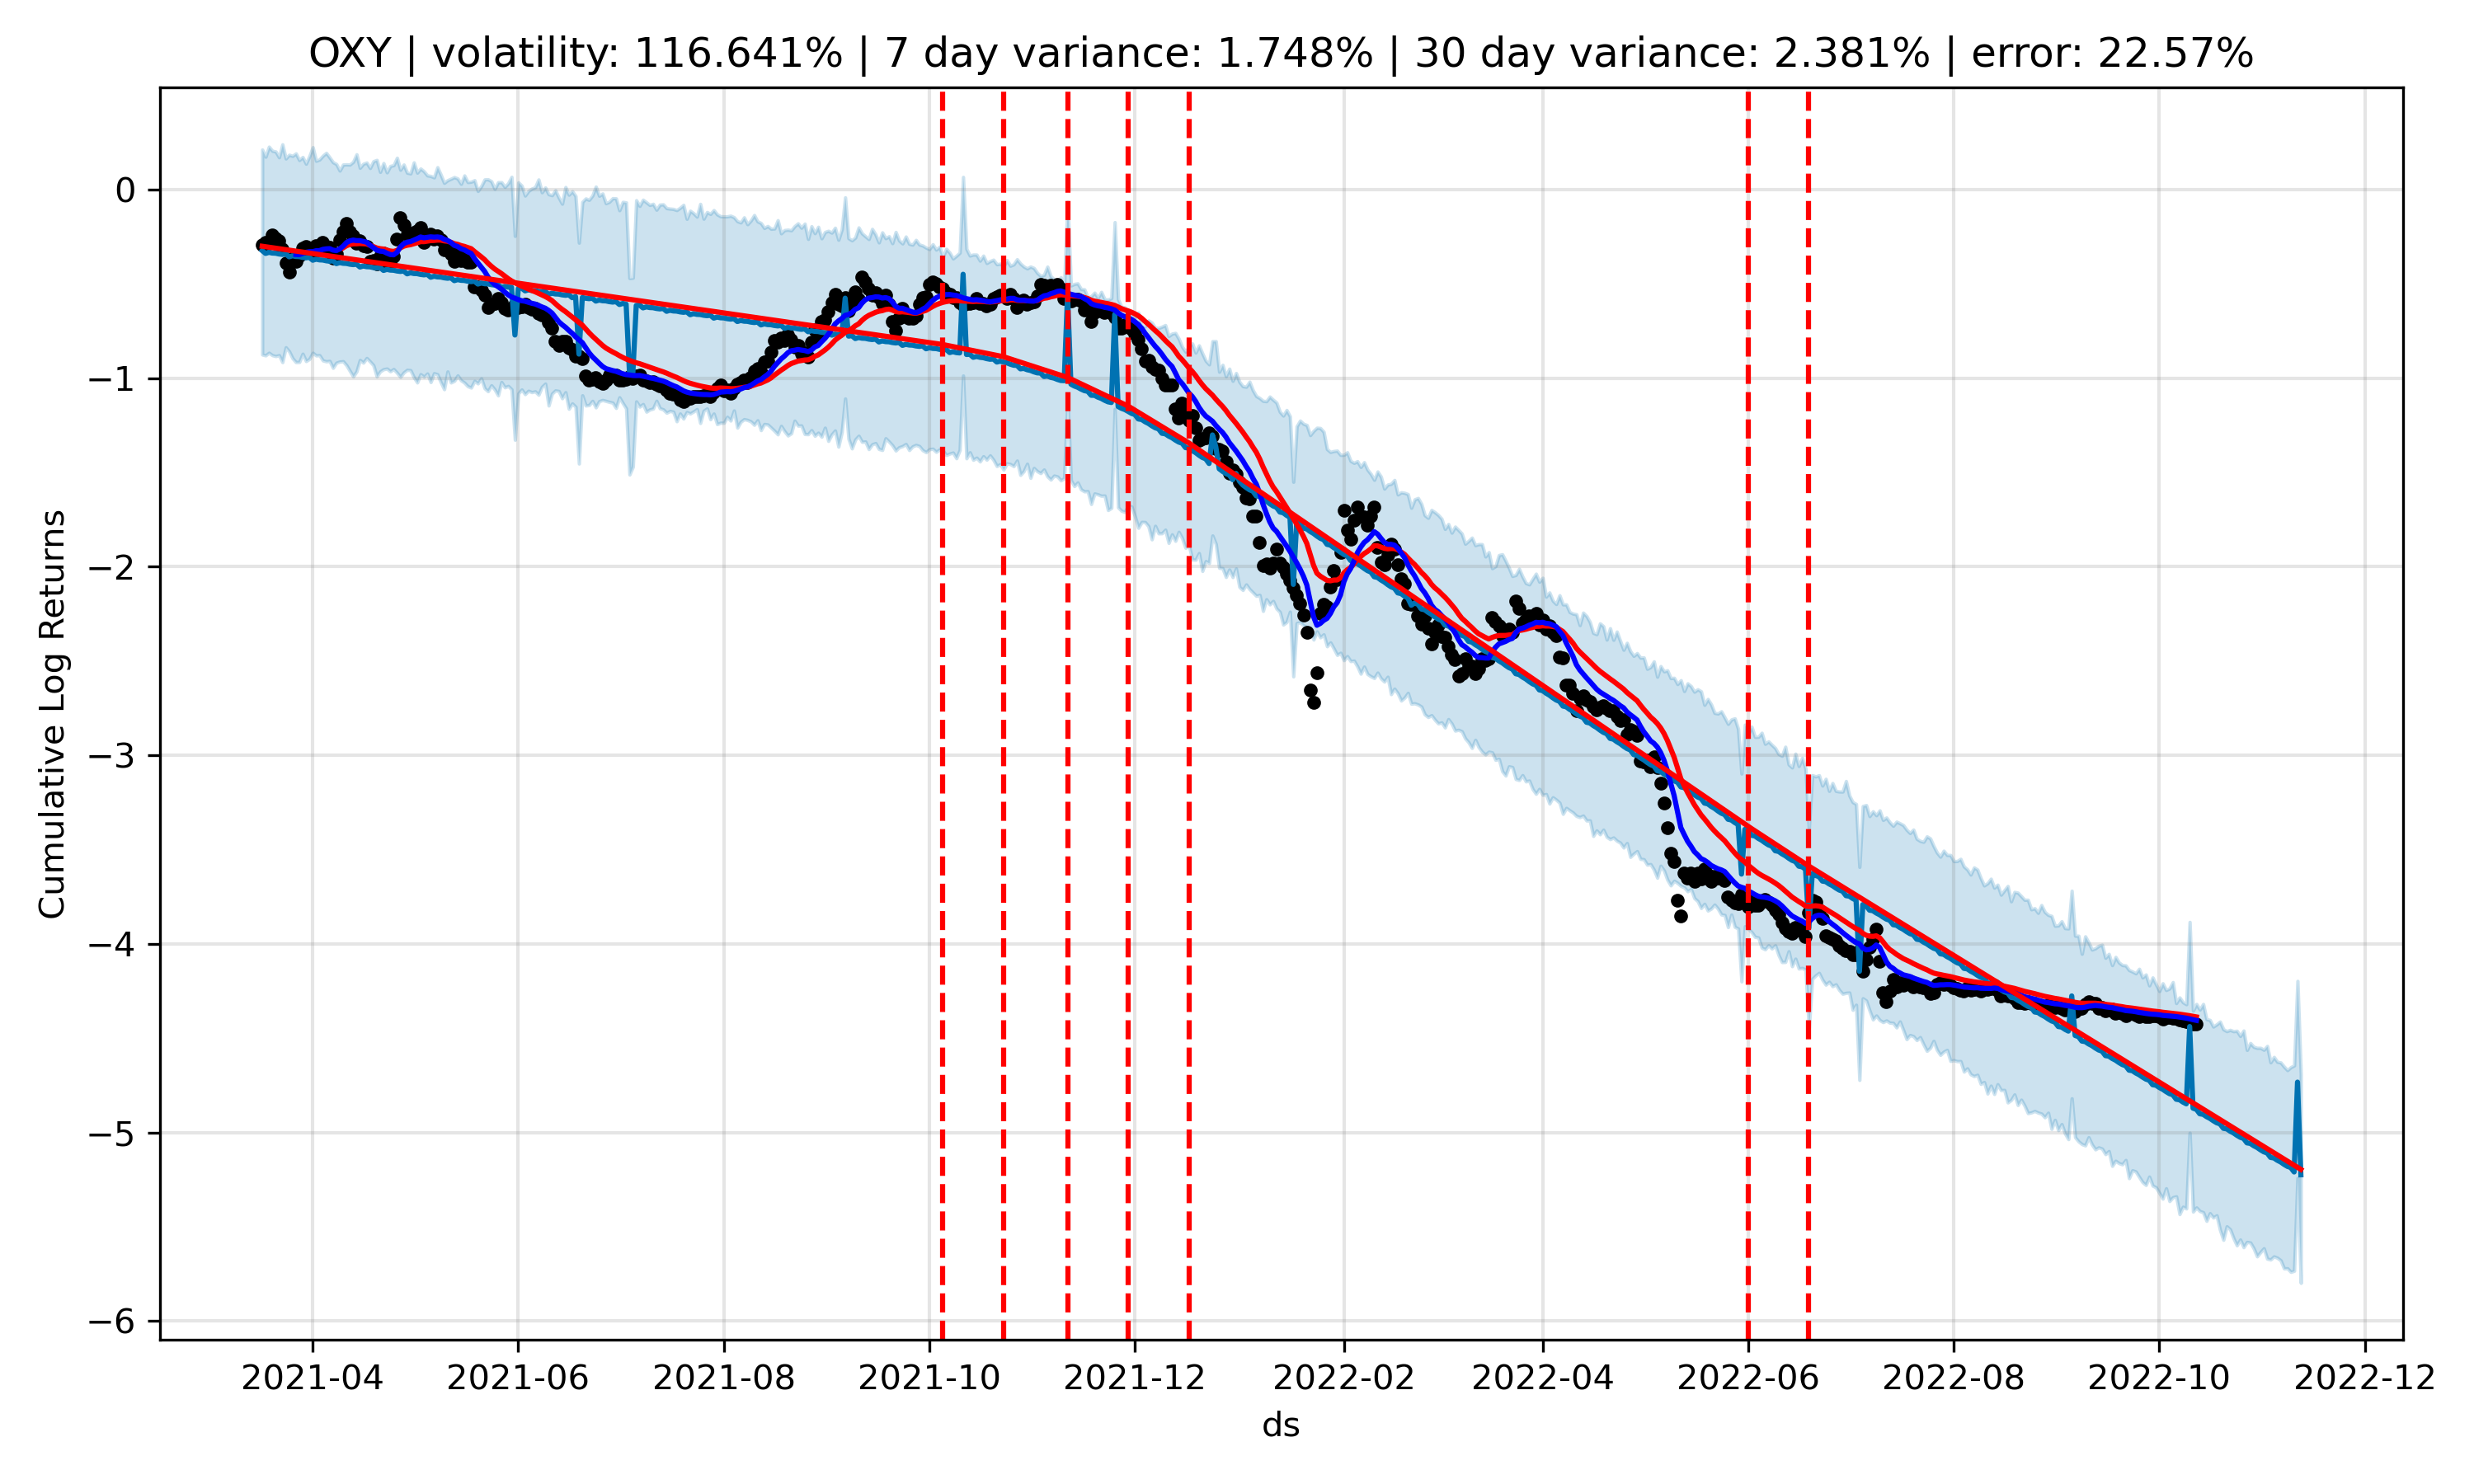 OXY | volatility: 116.641% | 7 day variance: 1.748% | 30 day variance: 2.381% | error: 22.57%
Cumulative Log Returns
0
−1
−2
−3
−4
−5
−6
2021-04 2021-06 2021-08 2021-10 2021-12 2022-02 2022-04 2022-06 2022-08 2022-10 2022-12
ds